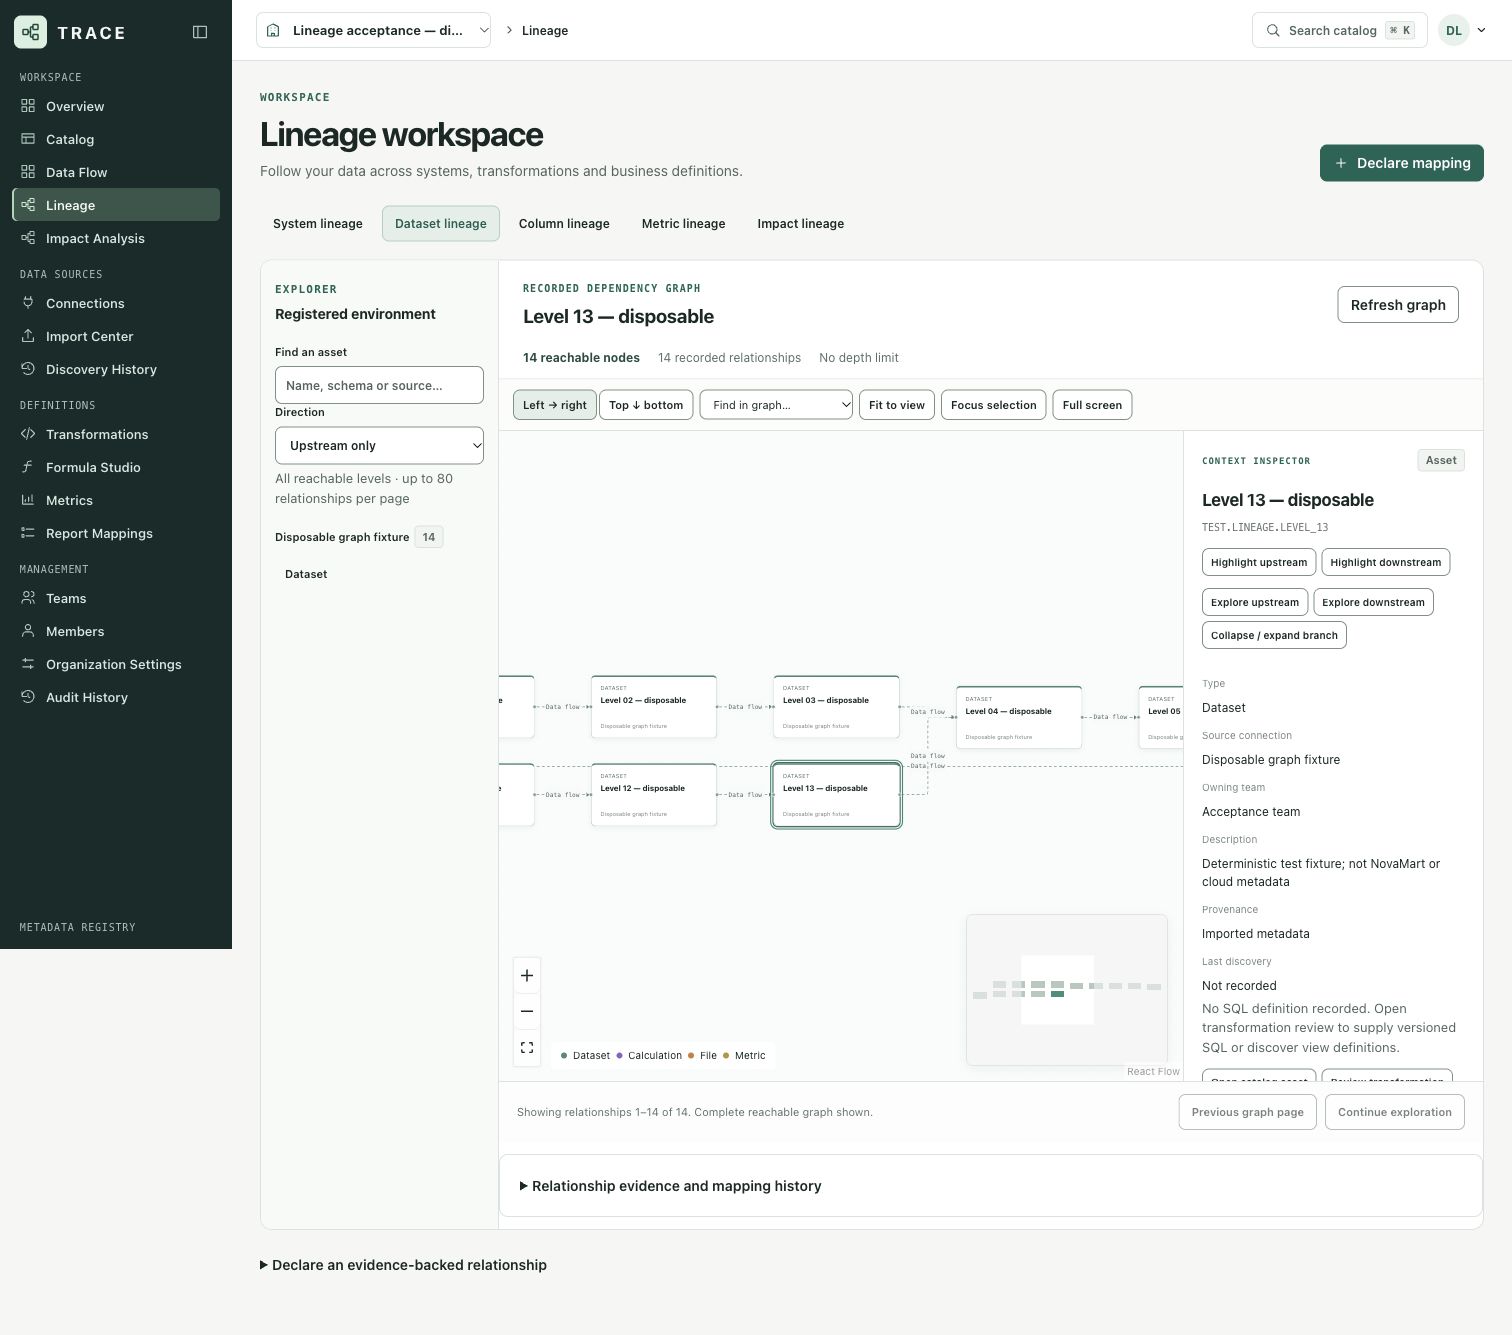 TRACE
WORKSPACE
Overview
Catalog
Data Flow
Lineage
Impact Analysis
DATA SOURCES
Connections
Import Center
Discovery History
DEFINITIONS
Transformations
Formula Studio
Metrics
Report Mappings
MANAGEMENT
Teams
Members
Organization Settings
Audit History
METADATA REGISTRY
Lineage acceptance — di...
Lineage
Search catalog ⌘ K
DL
WORKSPACE
Lineage workspace
Follow your data across systems, transformations and business definitions.
+ Declare mapping
System lineage
Dataset lineage
Column lineage
Metric lineage
Impact lineage
EXPLORER
Registered environment
Find an asset
Name, schema or source...
Direction
Upstream only
All reachable levels · up to 80
relationships per page
Disposable graph fixture 14
Dataset
RECORDED DEPENDENCY GRAPH
Level 13 — disposable
Refresh graph
14 reachable nodes 14 recorded relationships No depth limit
Left → right
Top ↓ bottom
Find in graph...
Fit to view
Focus selection
Full screen
e
Data flow
DATASET
Level 02 — disposable
Disposable graph fixture
Data flow
DATASET
Level 03 — disposable
Disposable graph fixture
Data flow
DATASET
Level 04 — disposable
Disposable graph fixture
Data flow
DATASET
Level 05
Disposable g
Data flow
Data flow
Data flow
DATASET
Level 12 — disposable
Disposable graph fixture
Data flow
DATASET
Level 13 — disposable
Disposable graph fixture
Dataset
Calculation
File
Metric
React Flow
CONTEXT INSPECTOR
Asset
Level 13 — disposable
TEST.LINEAGE.LEVEL_13
Highlight upstream
Highlight downstream
Explore upstream
Explore downstream
Collapse / expand branch
Type
Dataset
Source connection
Disposable graph fixture
Owning team
Acceptance team
Description
Deterministic test fixture; not NovaMart or
cloud metadata
Provenance
Imported metadata
Last discovery
Not recorded
No SQL definition recorded. Open
transformation review to supply versioned
SQL or discover view definitions.
Open catalog asset
Review transformation
Showing relationships 1–14 of 14. Complete reachable graph shown.
Previous graph page
Continue exploration
Relationship evidence and mapping history
Declare an evidence-backed relationship